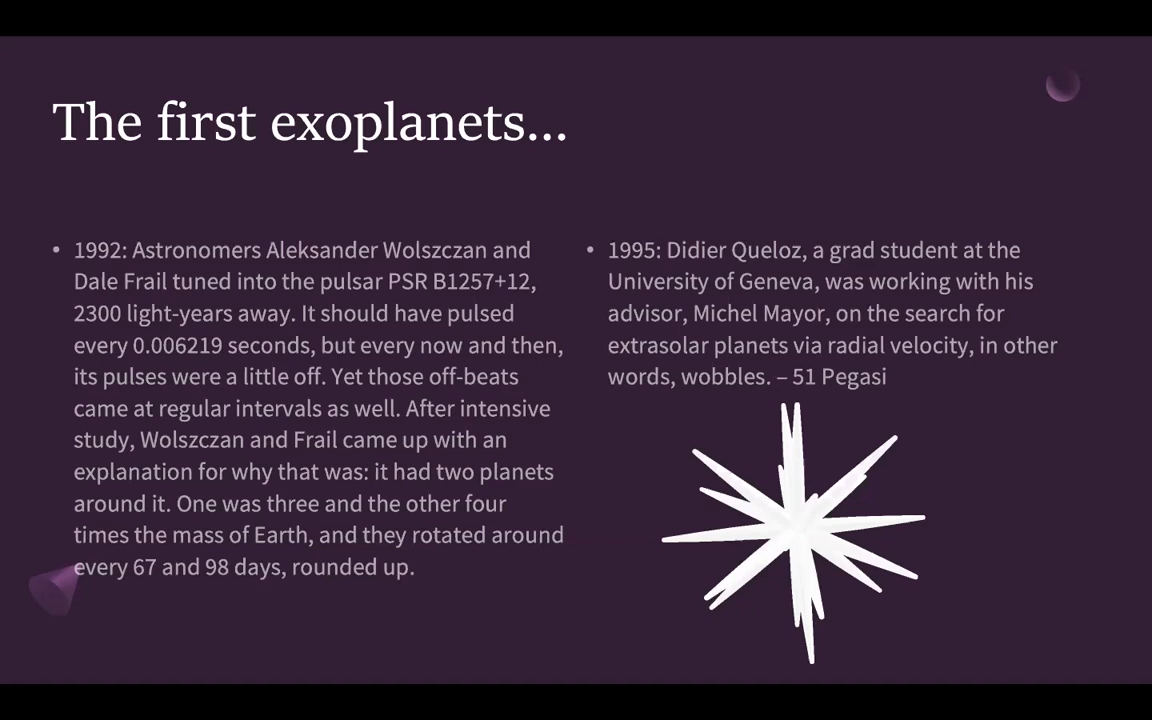 The first exoplanets...
• 1992: Astronomers Aleksander Wolszczan and
Dale Frail tuned into the pulsar PSR B1257+12,
2300 light-years away. It should have pulsed
every 0.006219 seconds, but every now and then,
its pulses were a little off. Yet those off-beats
came at regular intervals as well. After intensive
study, Wolszczan and Frail came up with an
explanation for why that was: it had two planets
around it. One was three and the other four
times the mass of Earth, and they rotated around
every 67 and 98 days, rounded up.
• 1995: Didier Queloz, a grad student at the
University of Geneva, was working with his
advisor, Michel Mayor, on the search for
extrasolar planets via radial velocity, in other
words, wobbles. – 51 Pegasi